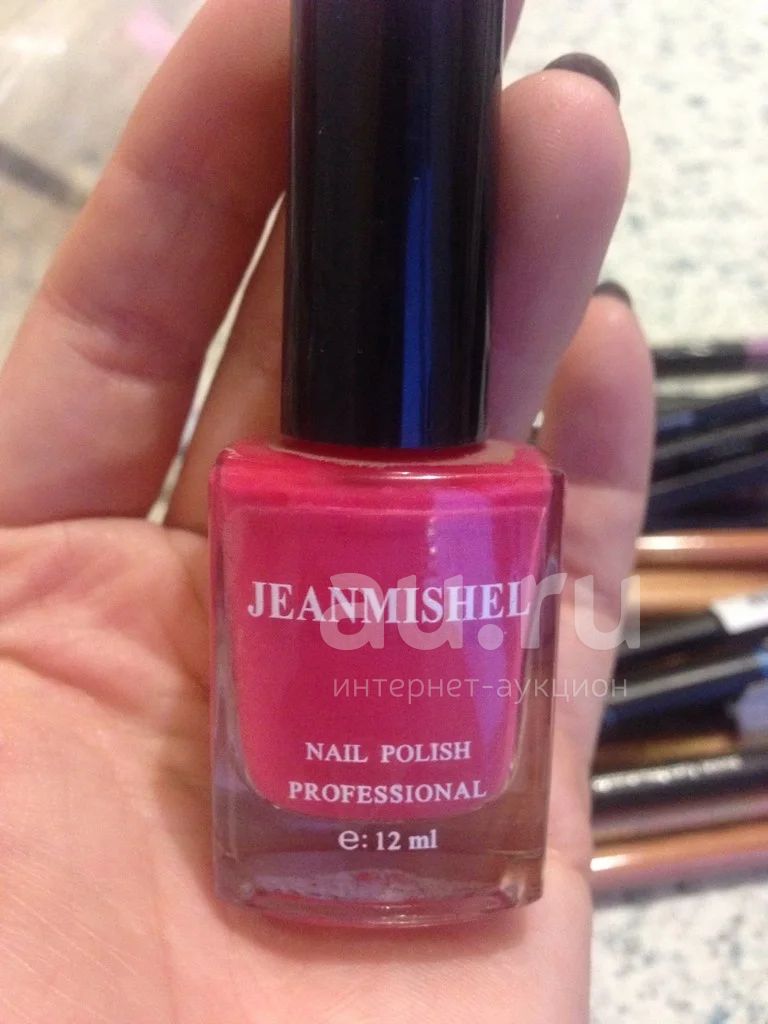 JEANMISHEL
au.ru
интернет-аукцион
NAIL POLISH
PROFESSIONAL
e: 12 ml